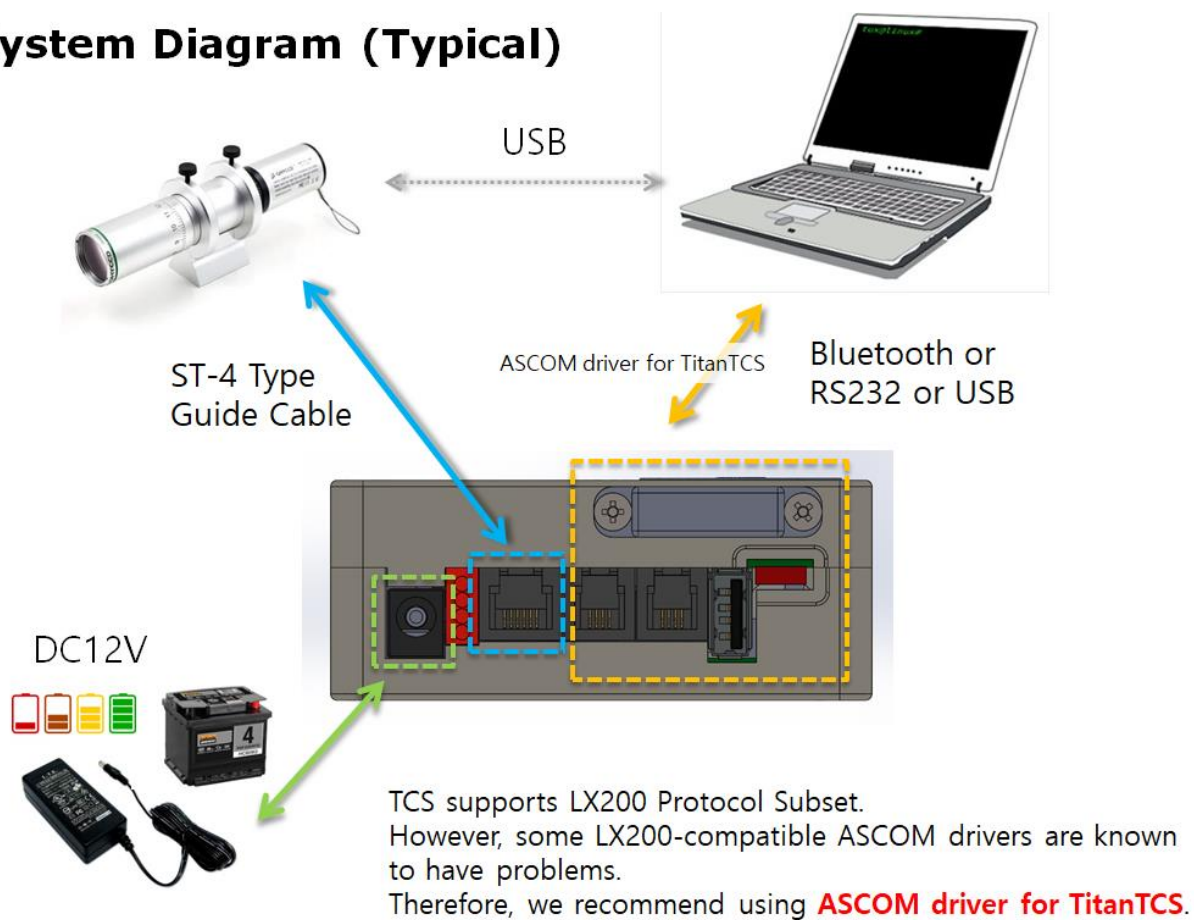 ystem Diagram (Typical)
USB
ST-4 Type
Guide Cable
ASCOM driver for TitanTCS
Bluetooth or
RS232 or USB
DC12V
4
TCS supports LX200 Protocol Subset.
However, some LX200-compatible ASCOM drivers are known
to have problems.
Therefore, we recommend using ASCOM driver for TitanTCS.